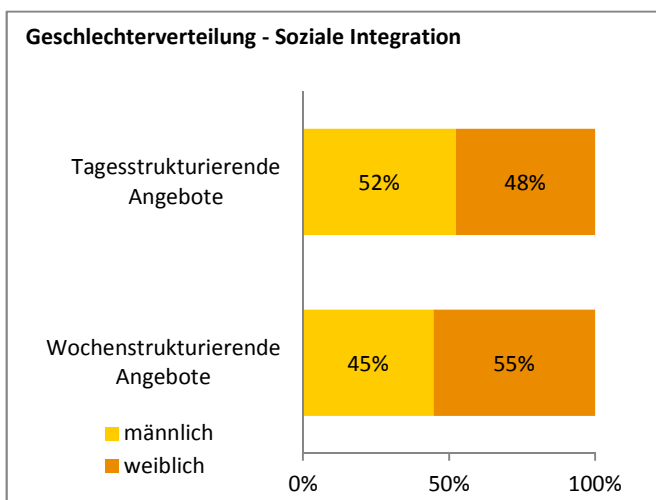 Geschlechterverteilung - Soziale Integration
Tagesstrukturierende
Angebote
52%
48%
Wochenstrukturierende
Angebote
45%
55%
männlich
weiblich
0%
50%
100%